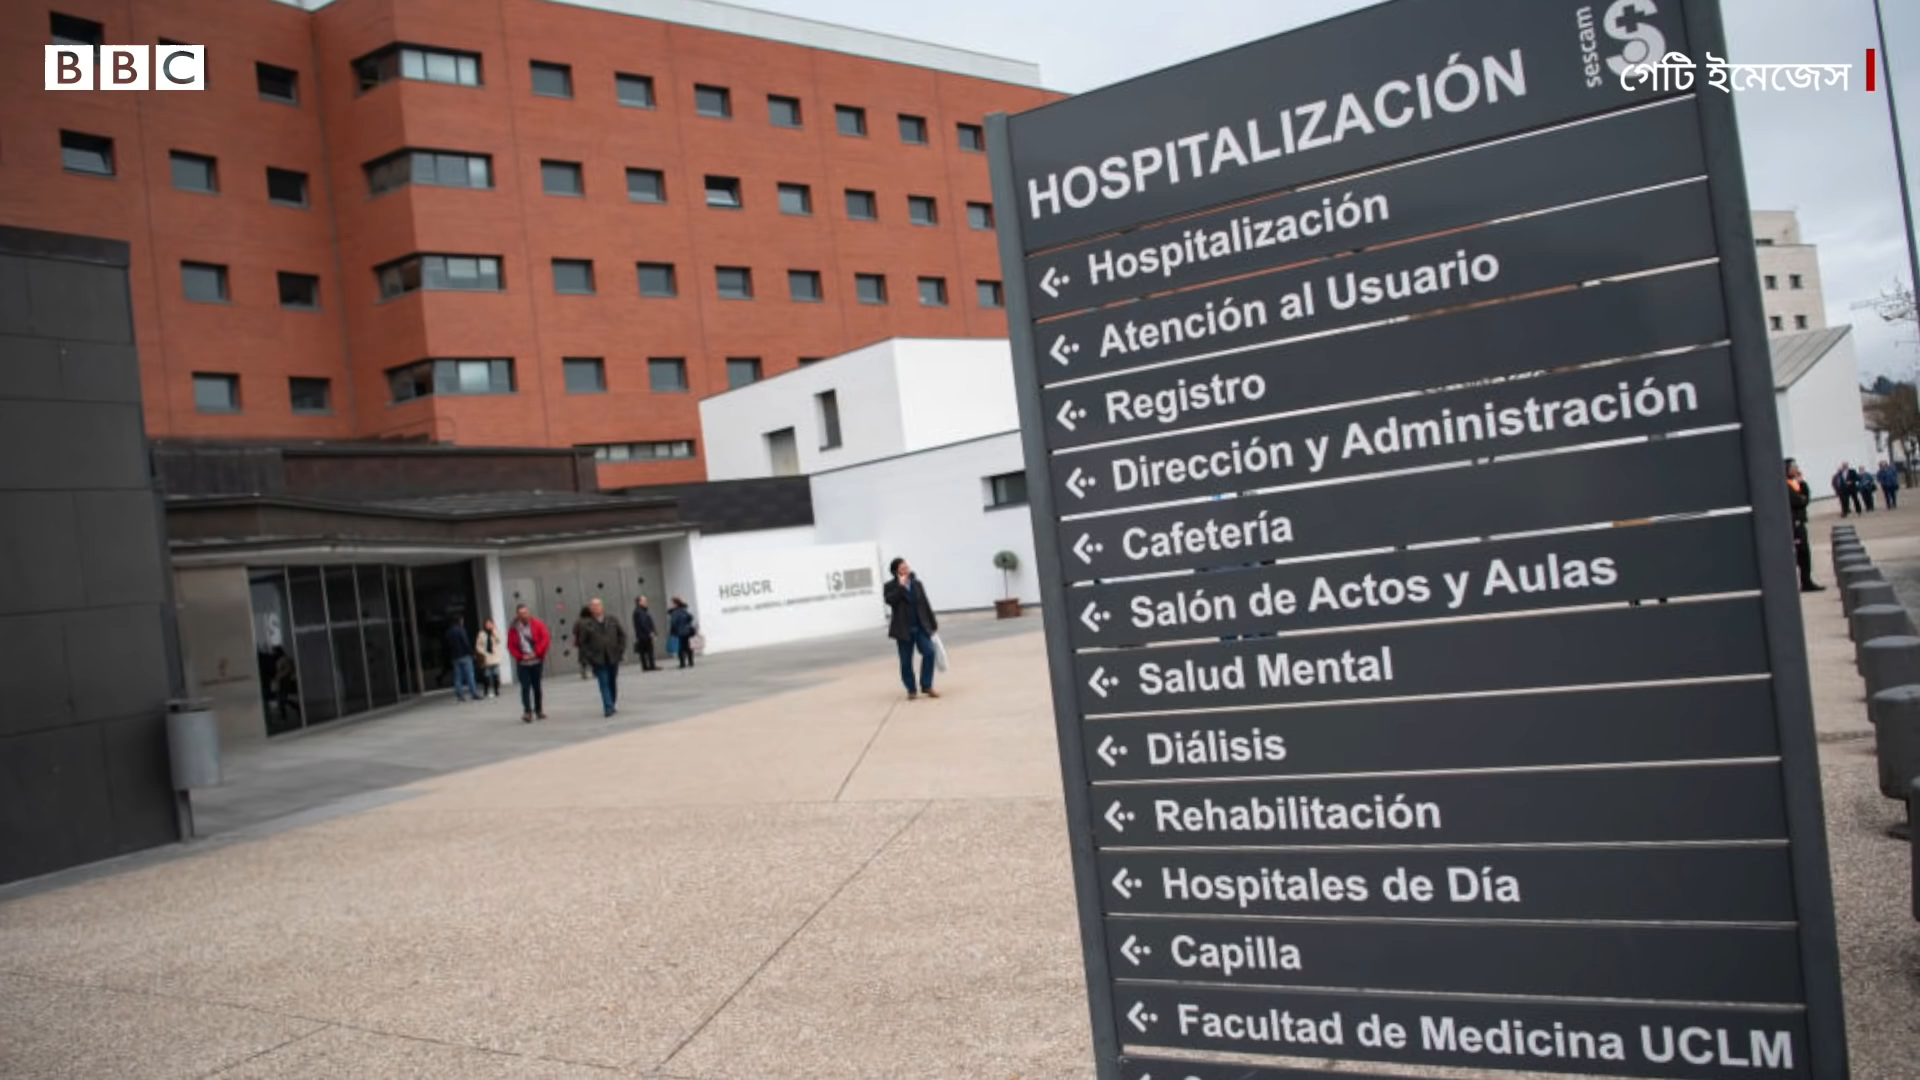 BBC
গেটি ইমেজেস
sescam
HOSPITALIZACIÓN
Hospitalización
Atención al Usuario
Registro
Dirección y Administración
Cafetería
Salón de Actos y Aulas
Salud Mental
Diálisis
Rehabilitación
Hospitales de Día
Capilla
Facultad de Medicina UCLM
HGUCR